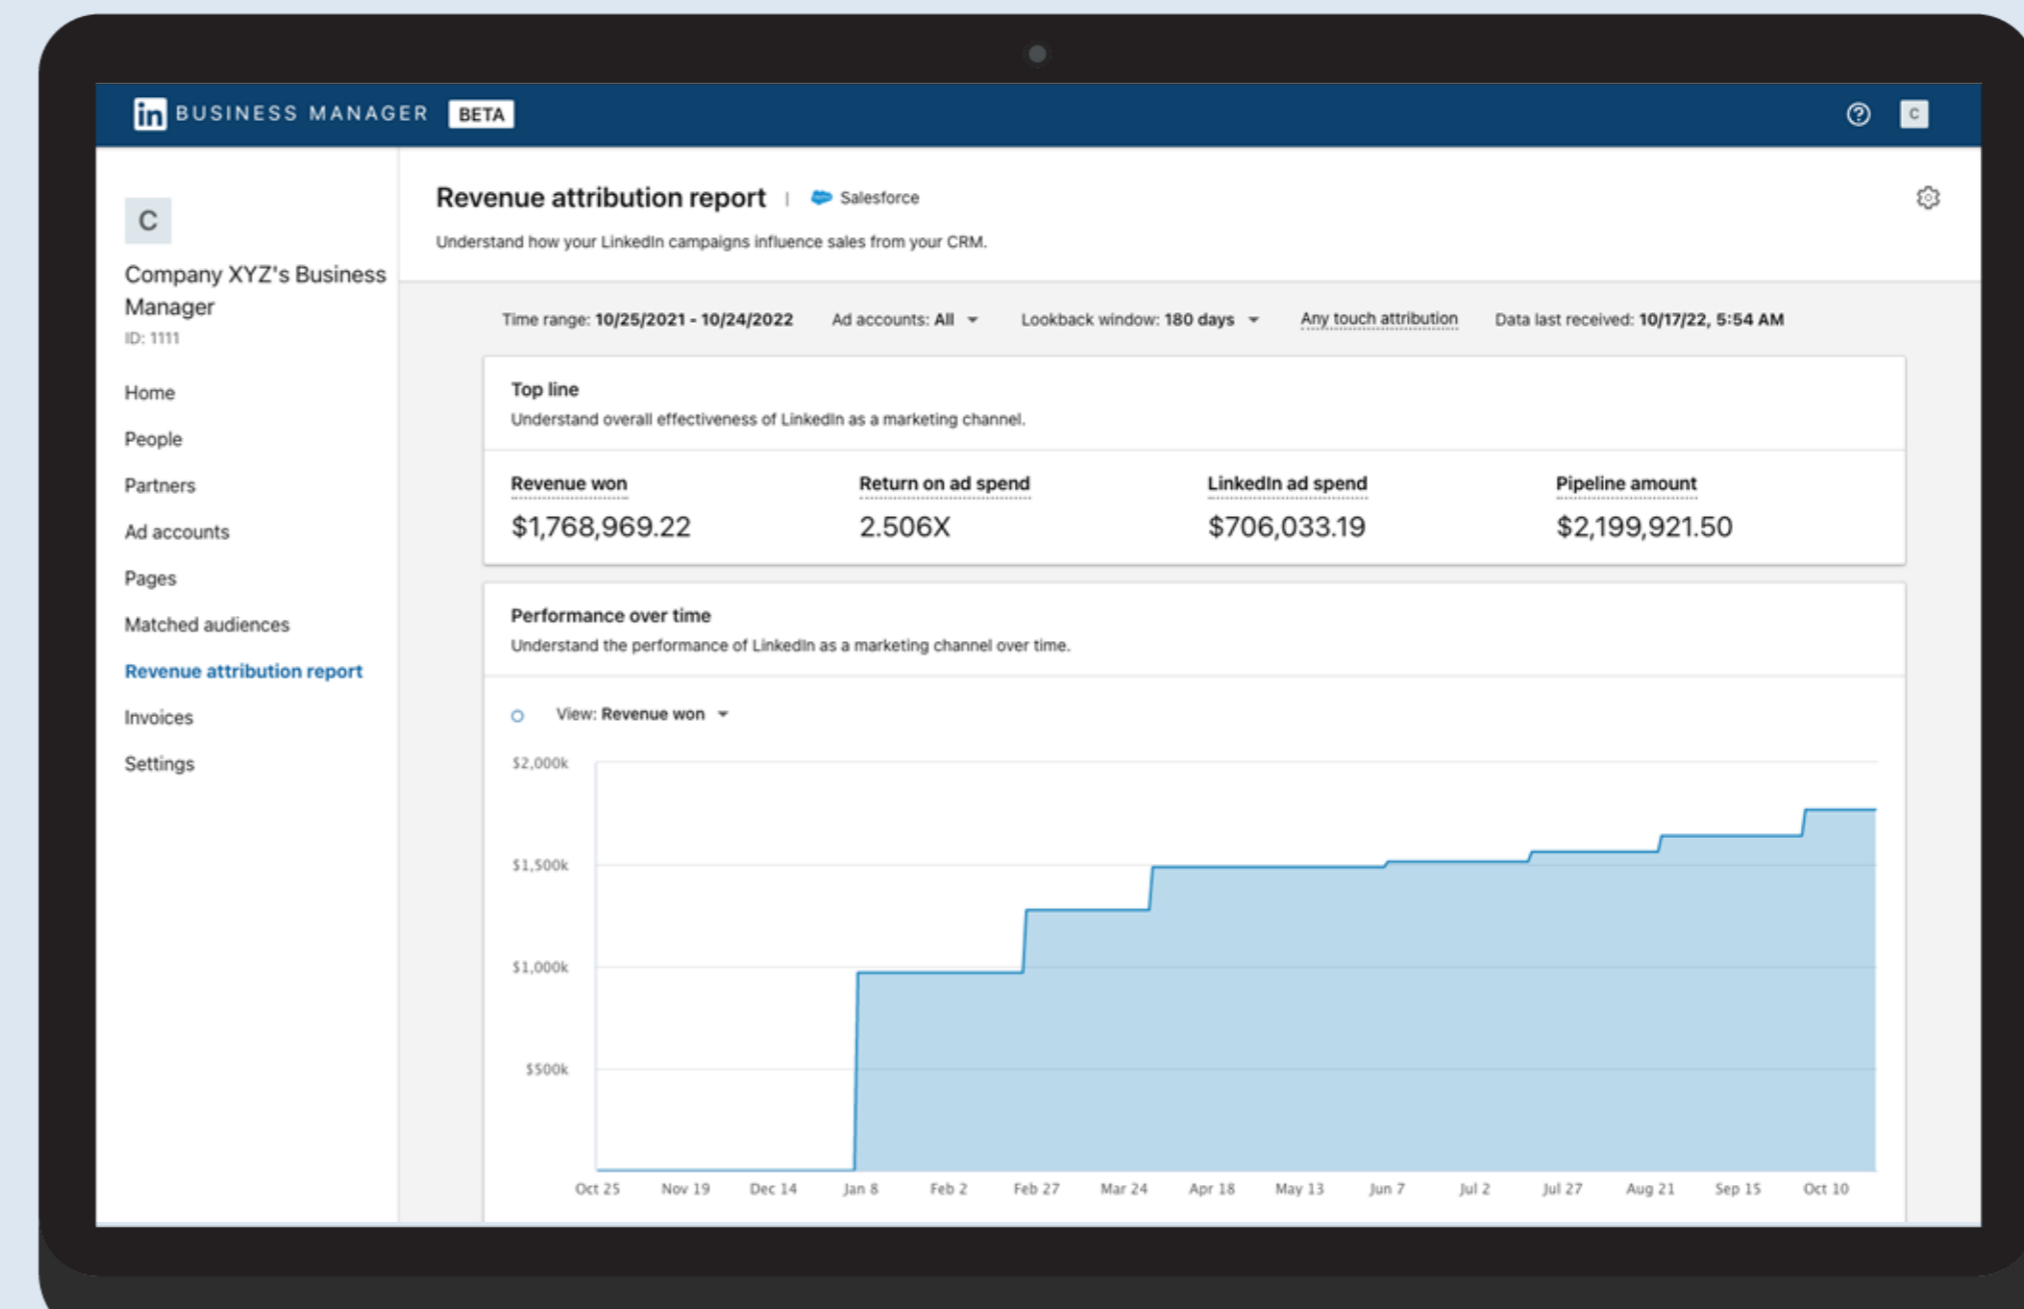 in BUSINESS MANAGER BETA
C
C
Company XYZ's Business
Manager
ID: 1111
Home
People
Partners
Ad accounts
Pages
Matched audiences
Revenue attribution report
Invoices
Settings
Revenue attribution report | Salesforce
Understand how your LinkedIn campaigns influence sales from your CRM.
Time range: 10/25/2021 - 10/24/2022 Ad accounts: All Lookback window: 180 days Any touch attribution Data last received: 10/17/22, 5:54 AM
Top line
Understand overall effectiveness of LinkedIn as a marketing channel.
Revenue won Return on ad spend LinkedIn ad spend Pipeline amount
$1,768,969.22 2.506X $706,033.19 $2,199,921.50
Performance over time
Understand the performance of LinkedIn as a marketing channel over time.
View: Revenue won
$2,000k
$1,500k
$1,000k
$500k
Oct 25 Nov 19 Dec 14 Jan 8 Feb 2 Feb 27 Mar 24 Apr 18 May 13 Jun 7 Jul 2 Jul 27 Aug 21 Sep 15 Oct 10